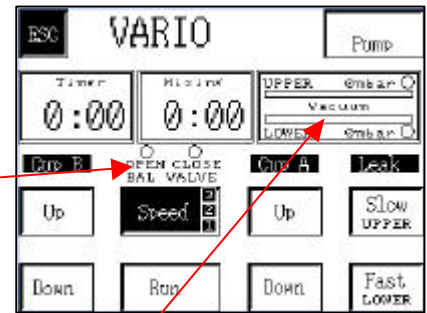 ESC VARIO Pump
Timer Mixing UPPER 0mbar
0:00 0:00 Vacuum
LOWER 0mbar
Cup B OPEN CLOSE Cup A Leak
BAL VALVE
Up Speed 3 2 1 Up Slow UPPER
Down Run Down Fast LOWER